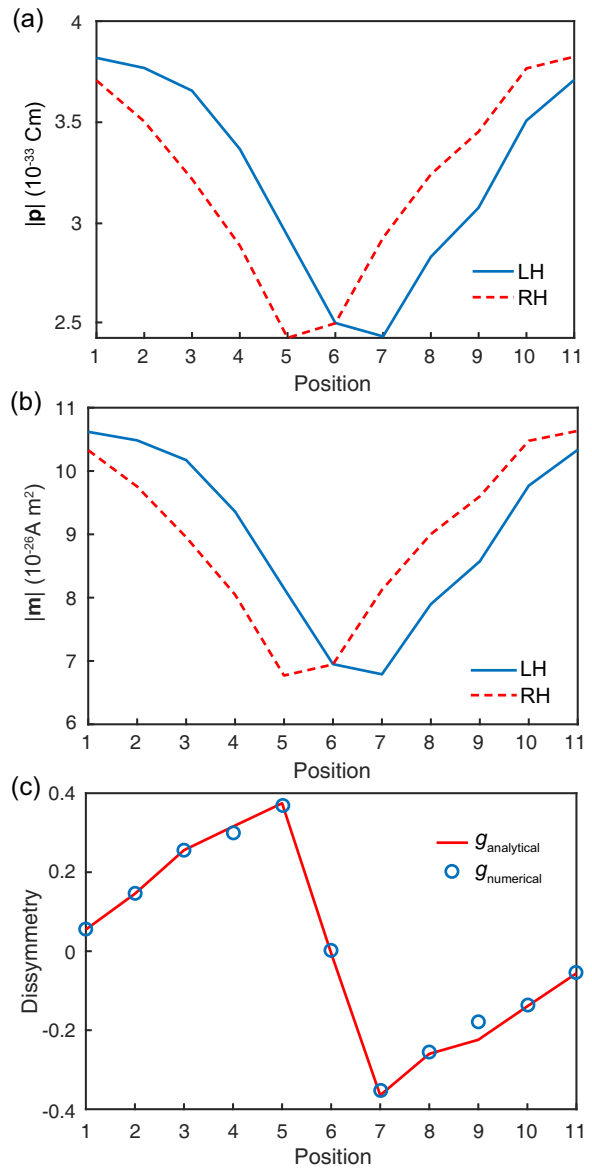 (a)
4
3.5
3
2.5
|p| (10⁻³³ Cm)
LH
RH
1 2 3 4 5 6 7 8 9 10 11
Position
(b)
11
10
9
8
7
6
|m| (10⁻²⁶A m²)
LH
RH
1 2 3 4 5 6 7 8 9 10 11
Position
(c)
0.4
0.2
0
-0.2
-0.4
Dissymmetry
g analytical
g numerical
1 2 3 4 5 6 7 8 9 10 11
Position